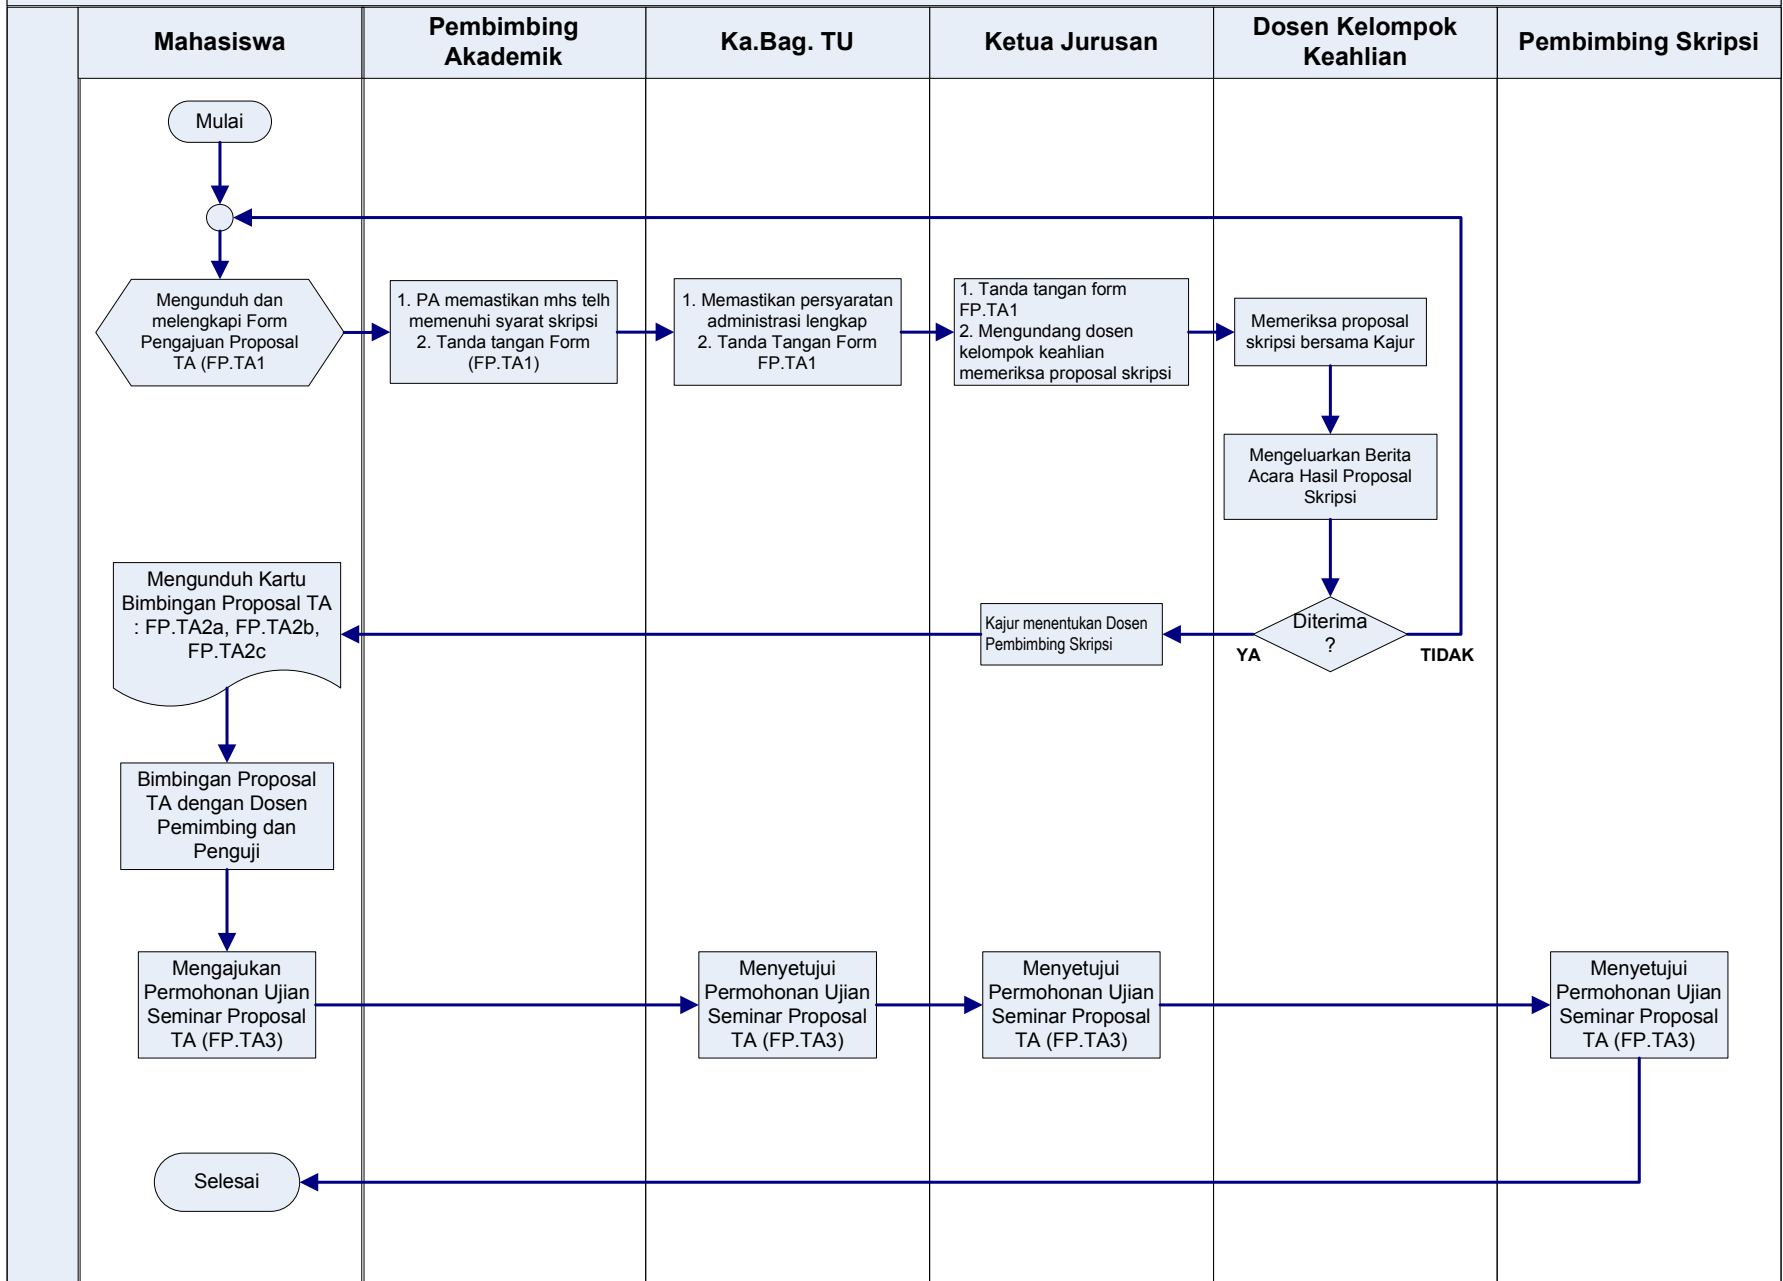 Mahasiswa
Pembimbing
Akademik
Ka.Bag. TU
Ketua Jurusan
Dosen Kelompok
Keahlian
Pembimbing Skripsi
Mulai
Mengunduh dan
melengkapi Form
Pengajuan Proposal
TA (FP.TA1
1. PA memastikan mhs telh
memenuhi syarat skripsi
2. Tanda tangan Form
(FP.TA1)
1. Memastikan persyaratan
administrasi lengkap
2. Tanda Tangan Form
FP.TA1
1. Tanda tangan form
FP.TA1
2. Mengundang dosen
kelompok keahlian
memeriksa proposal skripsi
Memeriksa proposal
skripsi bersama Kajur
Mengeluarkan Berita
Acara Hasil Proposal
Skripsi
Diterima
?
YA
TIDAK
Kajur menentukan Dosen
Pembimbing Skripsi
Mengunduh Kartu
Bimbingan Proposal TA
: FP.TA2a, FP.TA2b,
FP.TA2c
Bimbingan Proposal
TA dengan Dosen
Pemimbing dan
Penguji
Mengajukan
Permohonan Ujian
Seminar Proposal
TA (FP.TA3)
Menyetujui
Permohonan Ujian
Seminar Proposal
TA (FP.TA3)
Menyetujui
Permohonan Ujian
Seminar Proposal
TA (FP.TA3)
Menyetujui
Permohonan Ujian
Seminar Proposal
TA (FP.TA3)
Selesai